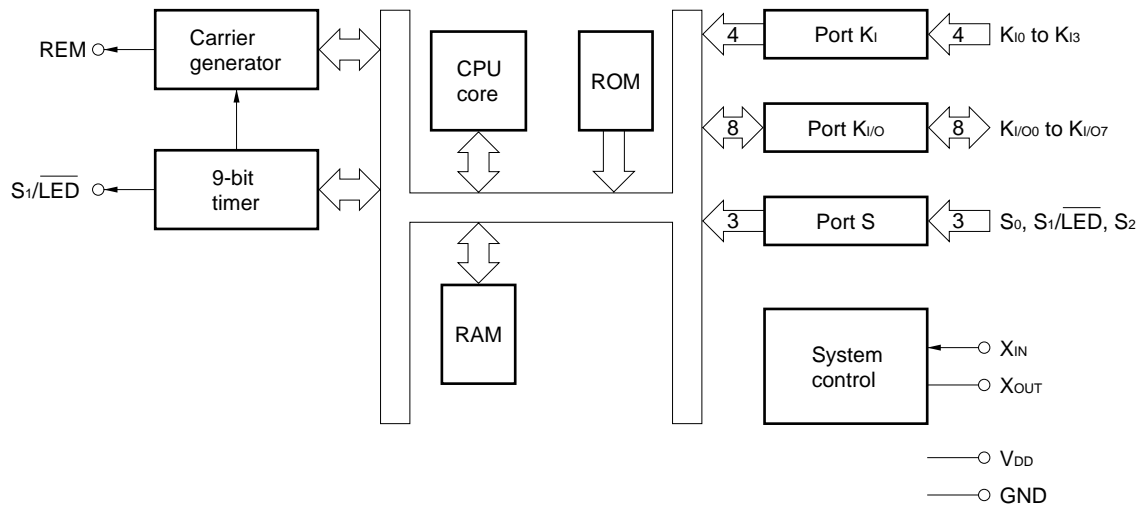 REM
Carrier
generator
S1/LED
9-bit
timer
CPU
core
ROM
RAM
4
Port KI
4
KI0 to KI3
8
Port KI/O
8
KI/O0 to KI/O7
3
Port S
3
S0, S1/LED, S2
System
control
XIN
XOUT
VDD
GND